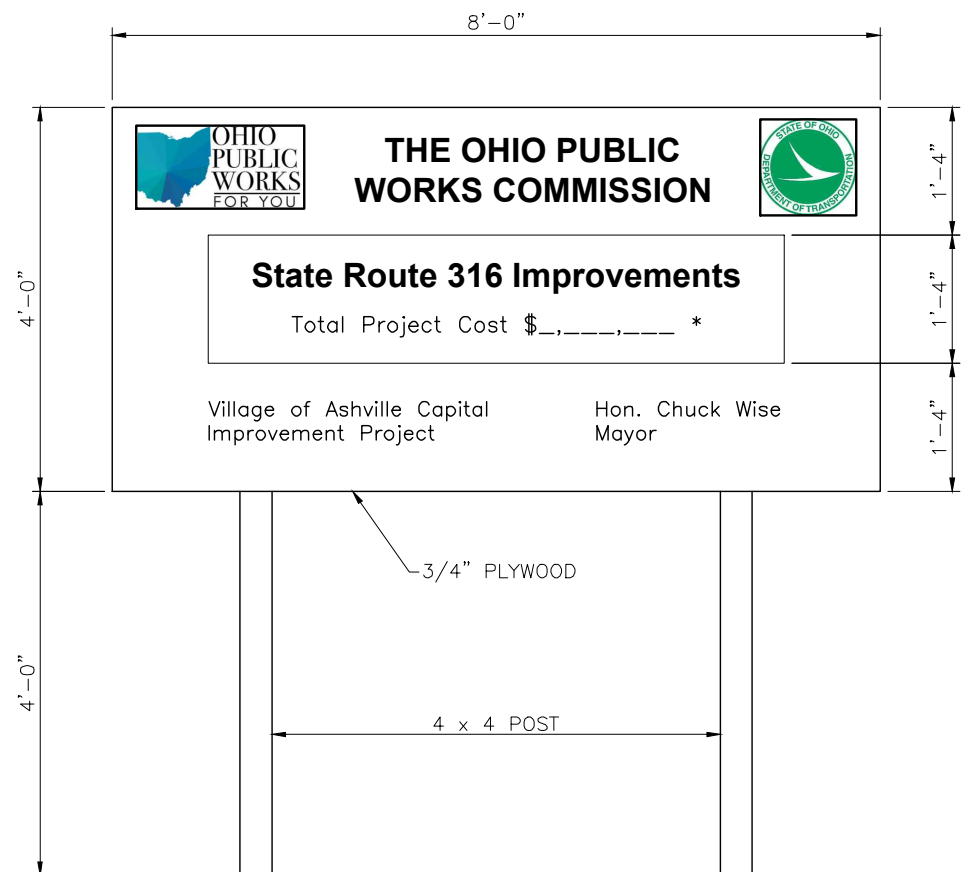 8'-0"
OHIO
PUBLIC
WORKS
FOR YOU
THE OHIO PUBLIC
WORKS COMMISSION
STATE OF OHIO
DEPARTMENT OF TRANSPORTATION
1'-4"
4'-0"
State Route 316 Improvements
Total Project Cost $_,___,___ *
1'-4"
Village of Ashville Capital
Improvement Project
Hon. Chuck Wise
Mayor
1'-4"
3/4" PLYWOOD
4'-0"
4 x 4 POST